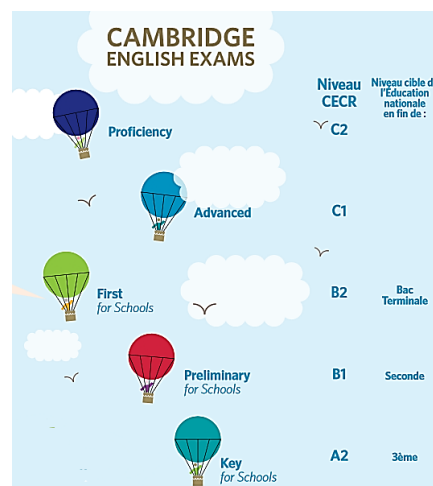 CAMBRIDGE
ENGLISH EXAMS
Niveau
CECR
Niveau cible d
l'Éducation
nationale
en fin de :
Proficiency
C2
Advanced
C1
First
for Schools
B2
Bac
Terminale
Preliminary
for Schools
B1
Seconde
Key
for Schools
A2
3ème